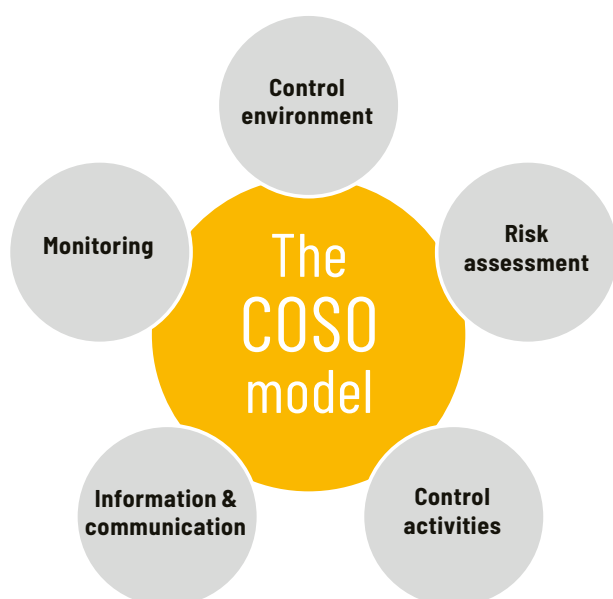 Control
environment
Risk
assessment
Control
activities
Information &
communication
Monitoring
The
COSO
model